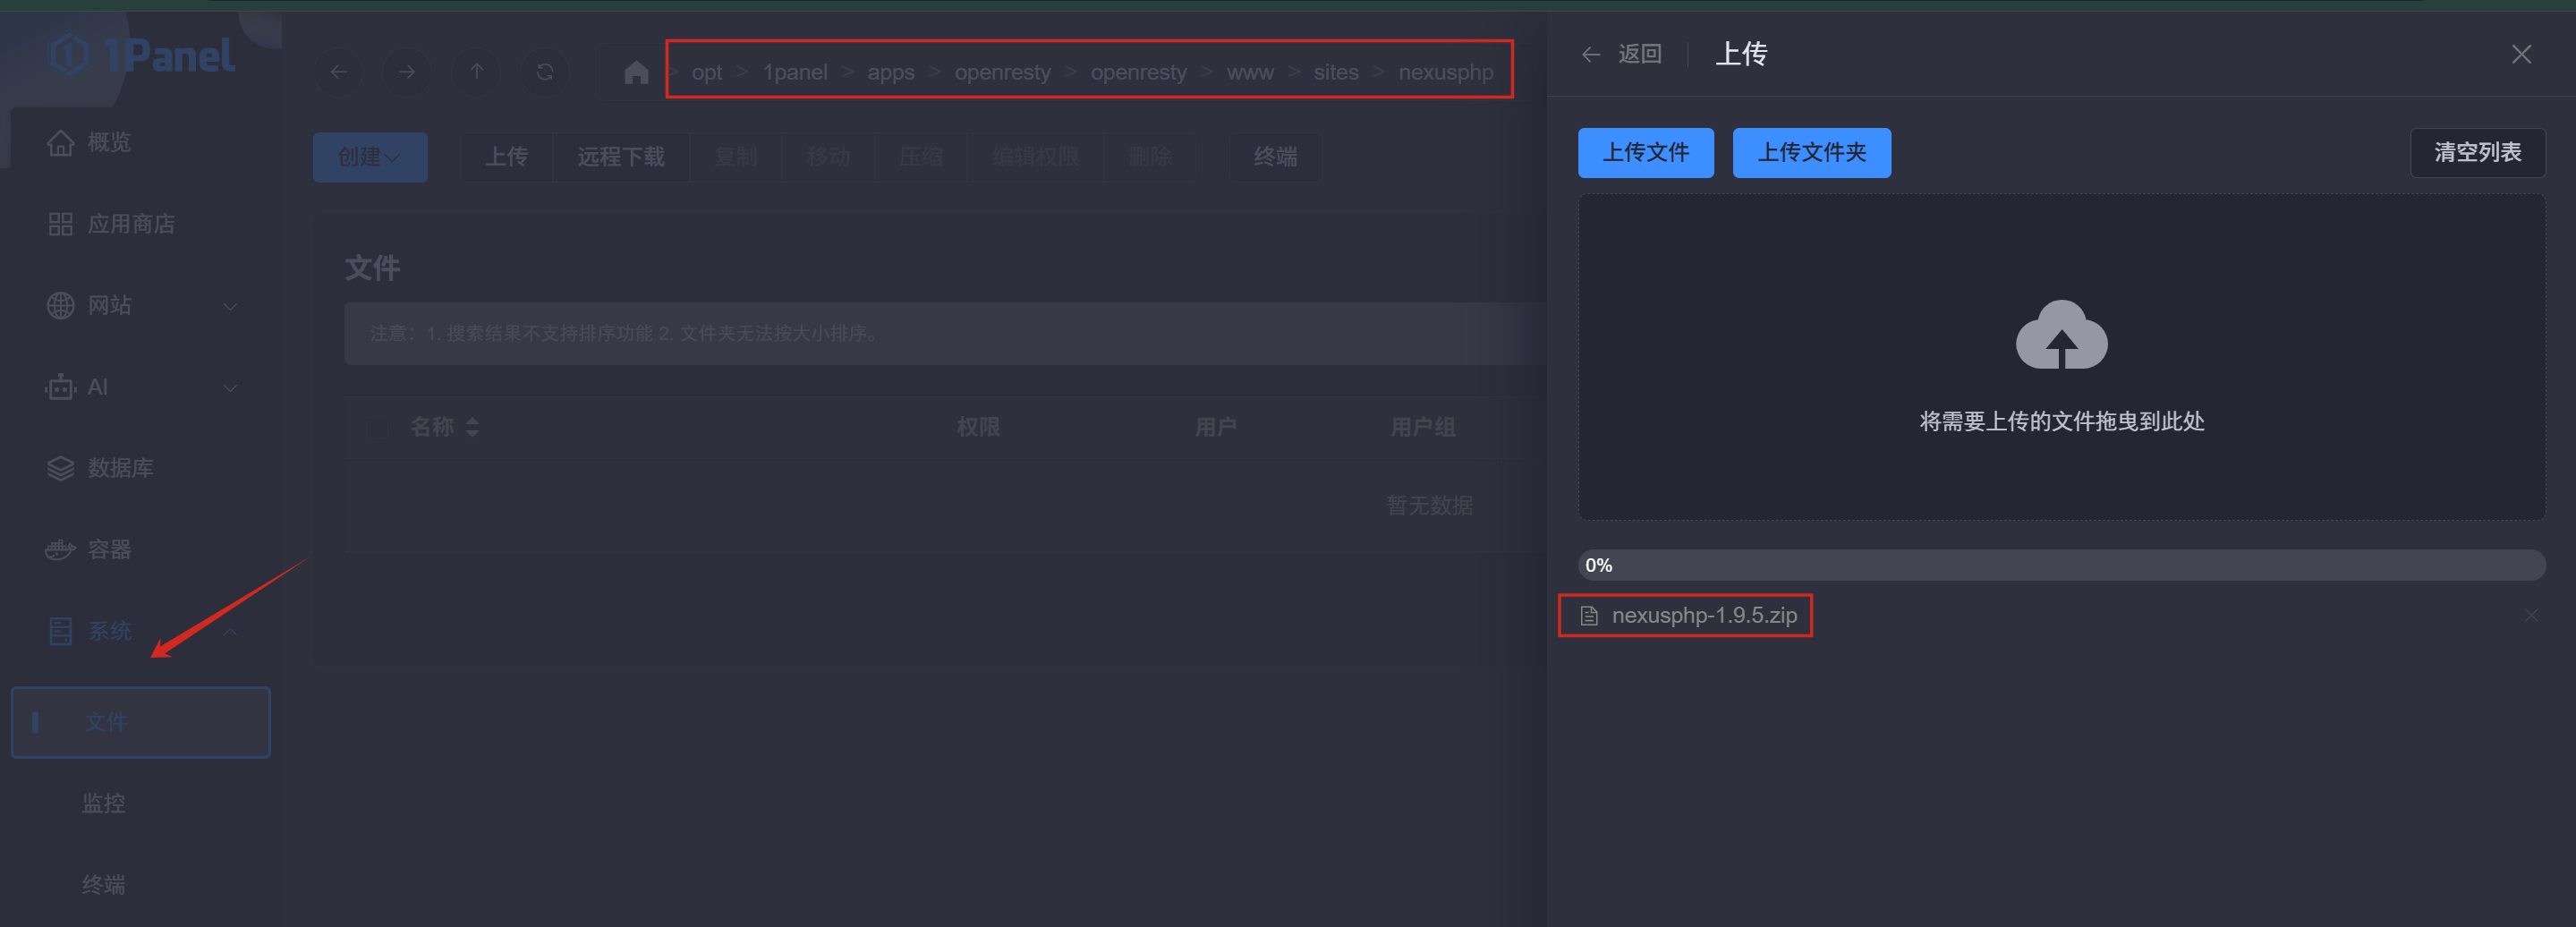 1Panel
> opt > 1panel > apps > openresty > openresty > www > sites > nexusphp
概览
应用商店
网站
AI
数据库
容器
系统
文件
监控
终端
创建
上传
远程下载
复制
移动
压缩
编辑权限
删除
终端
文件
注意：1. 搜索结果不支持排序功能 2. 文件夹无法按大小排序。
名称
权限
用户
用户组
暂无数据
返回
上传
上传文件
上传文件夹
清空列表
将需要上传的文件拖曳到此处
0%
nexusphp-1.9.5.zip